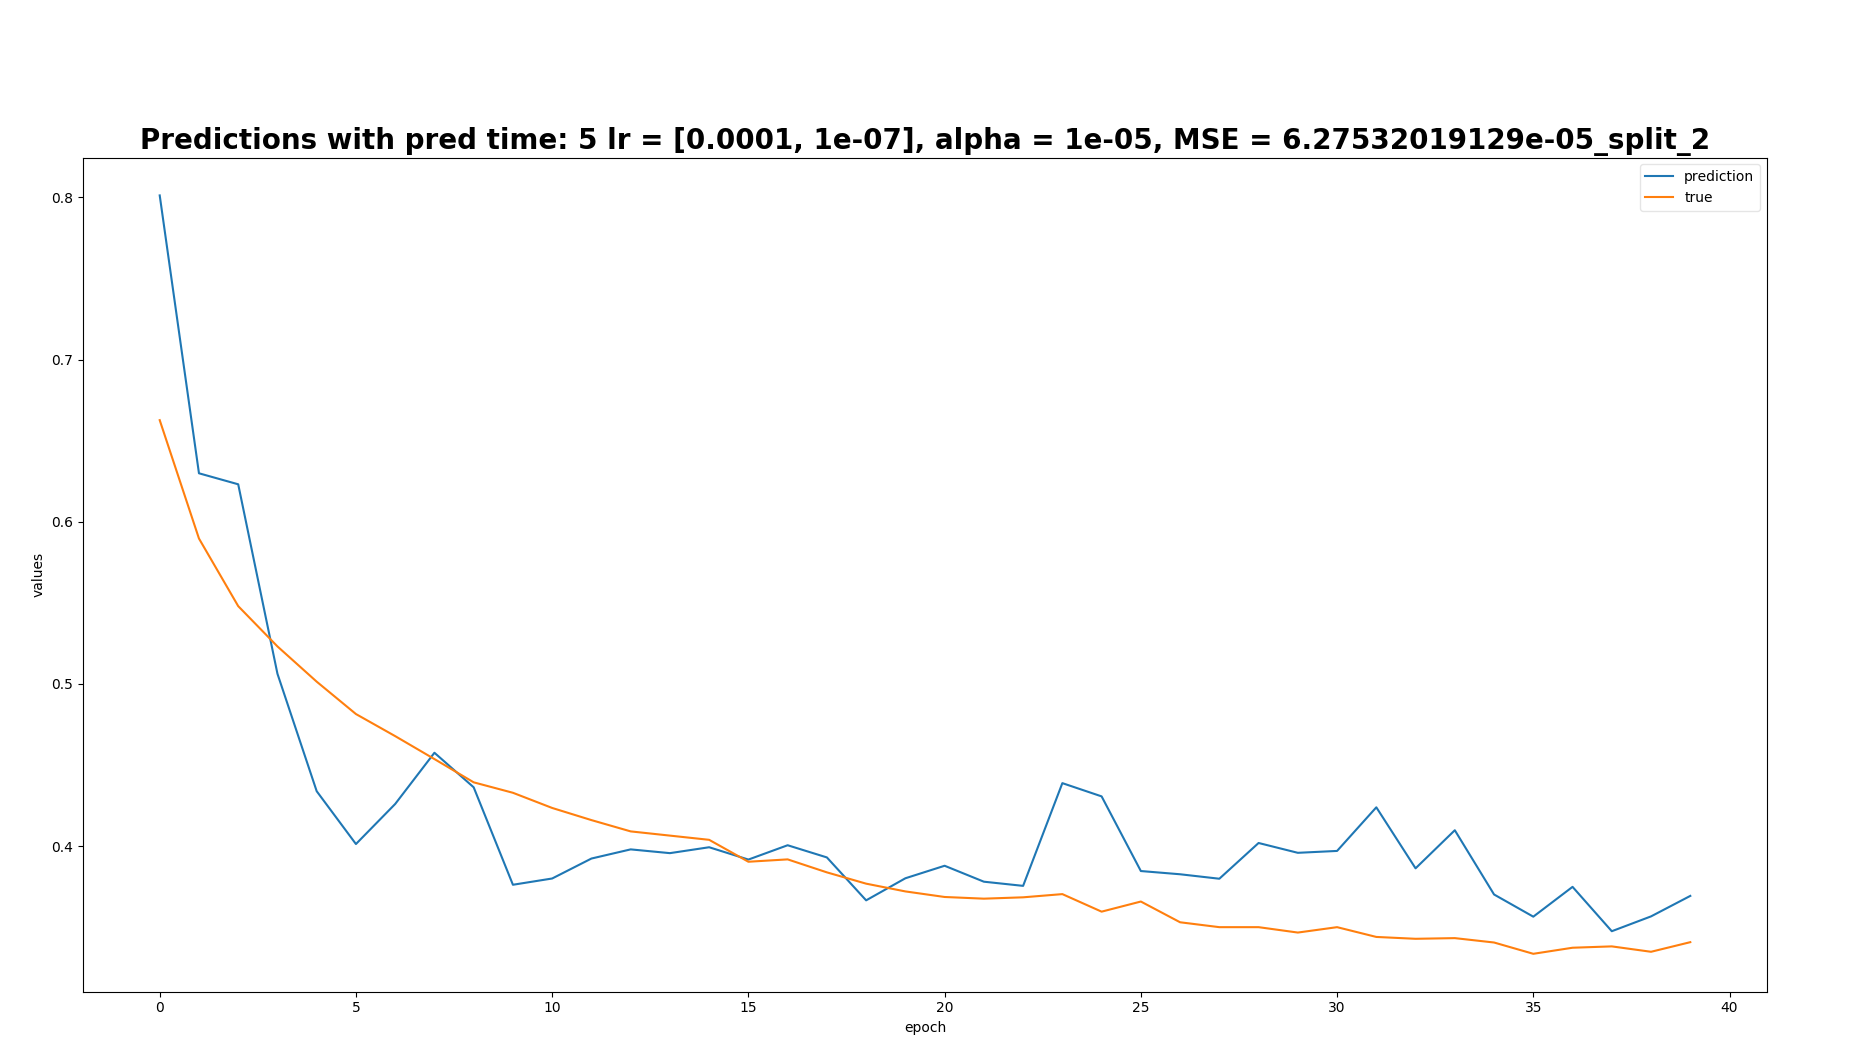 Predictions with pred time: 5 lr = [0.0001, 1e-07], alpha = 1e-05, MSE = 6.27532019129e-05_split_2
prediction
true
0.8
0.7
0.6
0.5
0.4
values
0 5 10 15 20 25 30 35 40
epoch